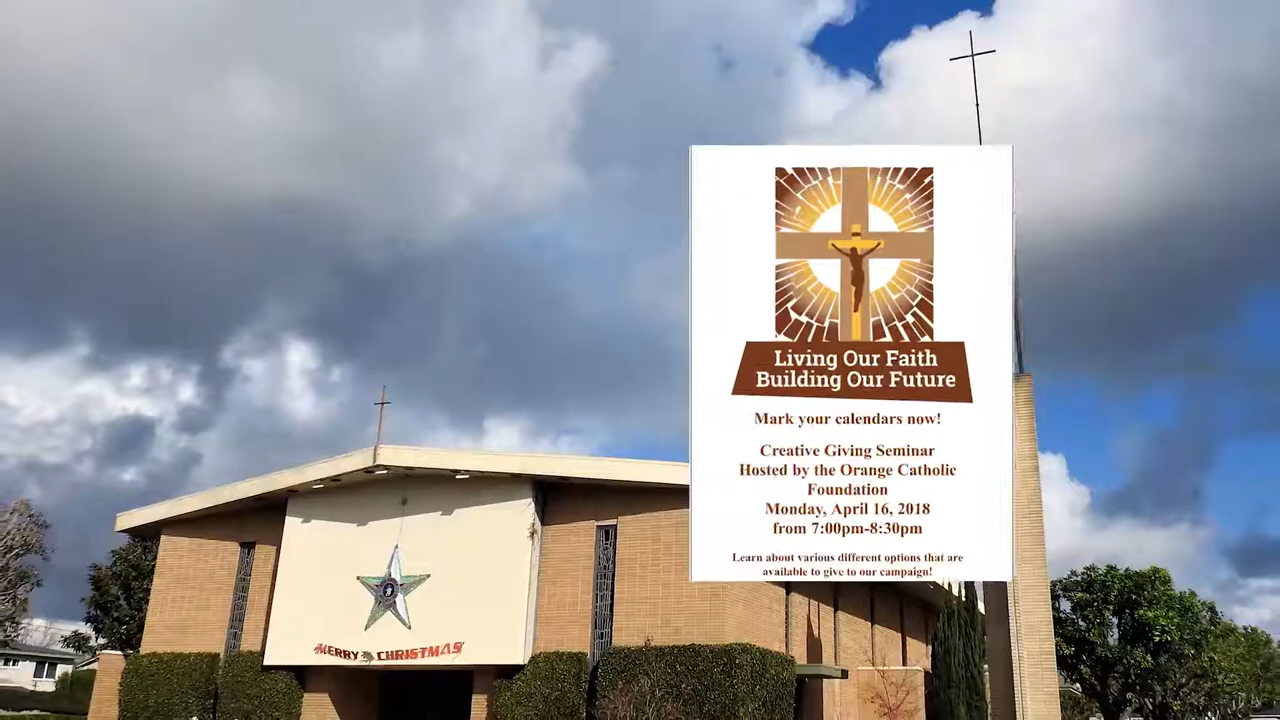 Living Our Faith
Building Our Future
Mark your calendars now!
Creative Giving Seminar
Hosted by the Orange Catholic
Foundation
Monday, April 16, 2018
from 7:00pm-8:30pm
Learn about various different options that are
available to give to our campaign!
MERRY CHRISTMAS